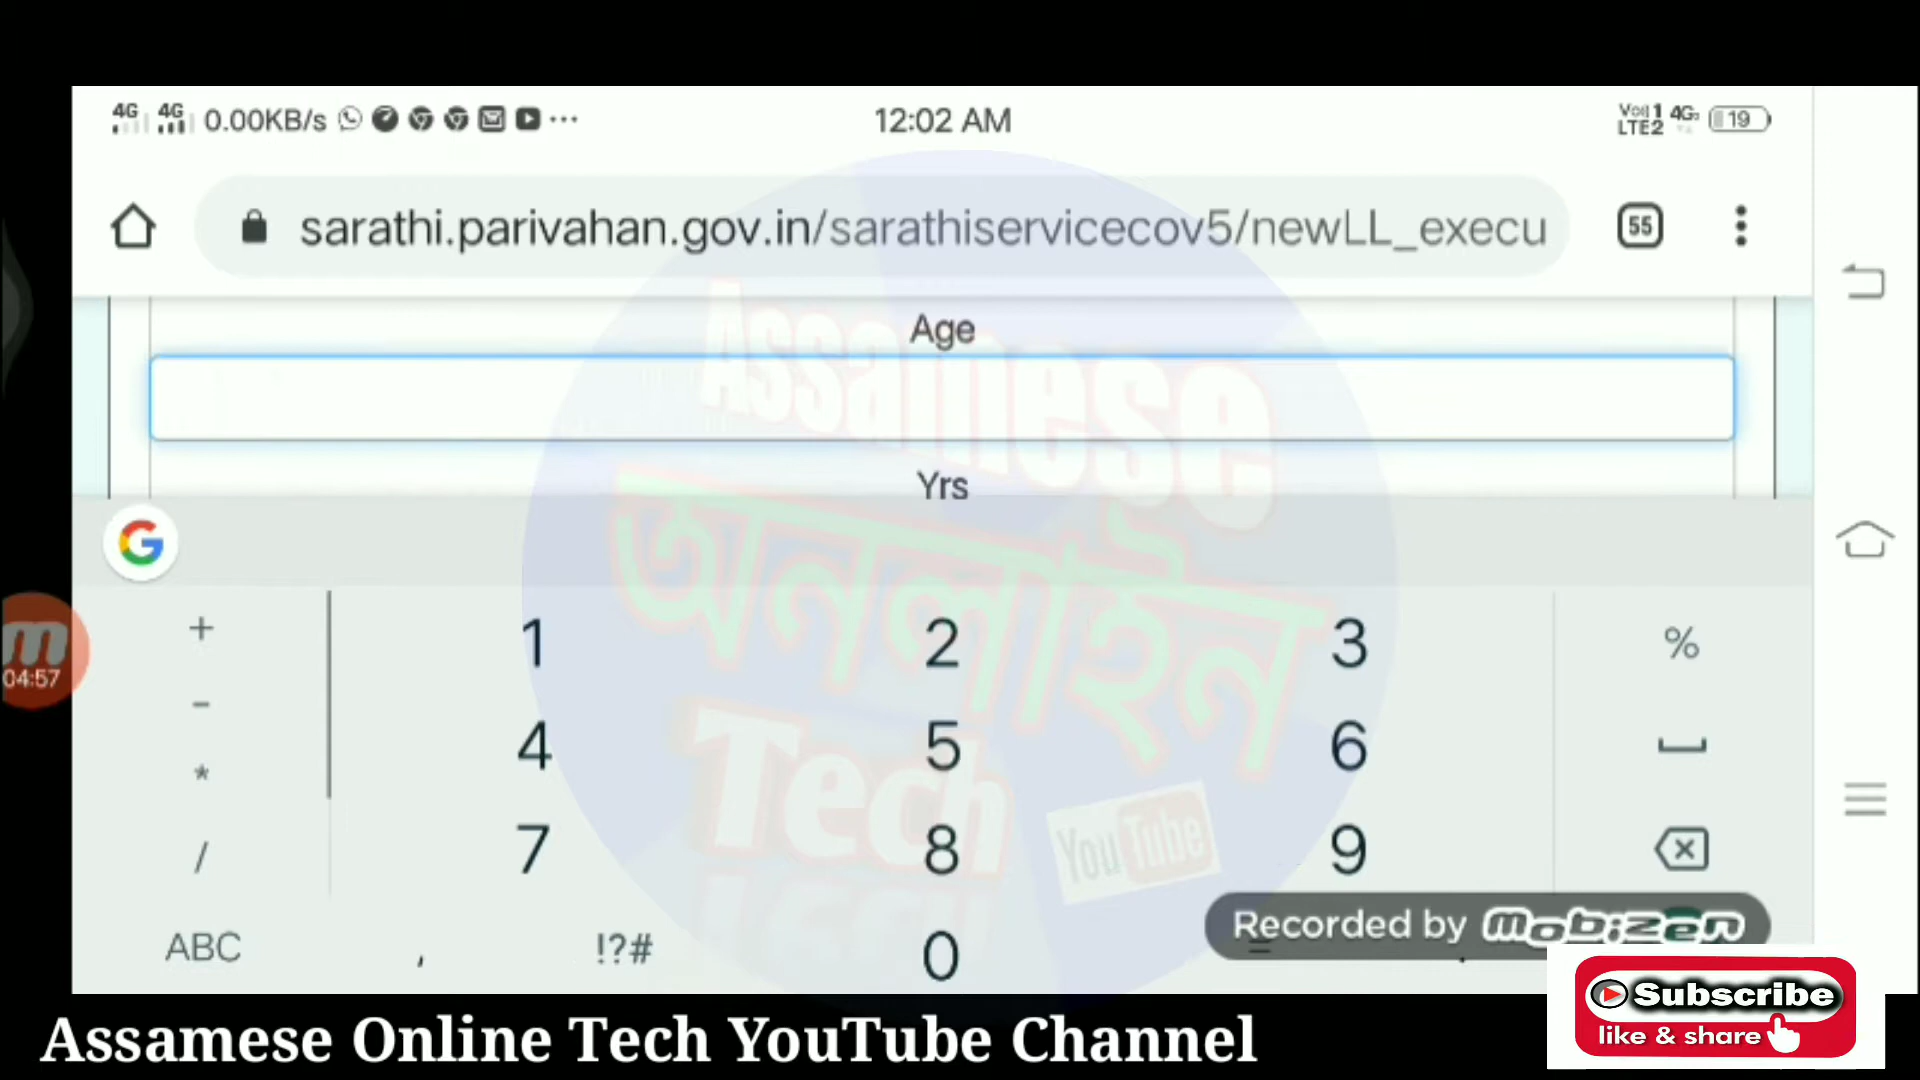 4G 4G 0.00KB/s 12:02 AM Vo) 1 LTE2 4G 19
sarathi.parivahan.gov.in/sarathiservicecov5/newLL_execu 55
Age
Yrs
Assamese
অনলাইন
Tech
YouTube
+ 1 2 3 %
- 4 5 6
*
/ 7 8 9
ABC , !?# 0 =
m
04:57
Recorded by mobizen
Subscribe
like & share
Assamese Online Tech YouTube Channel